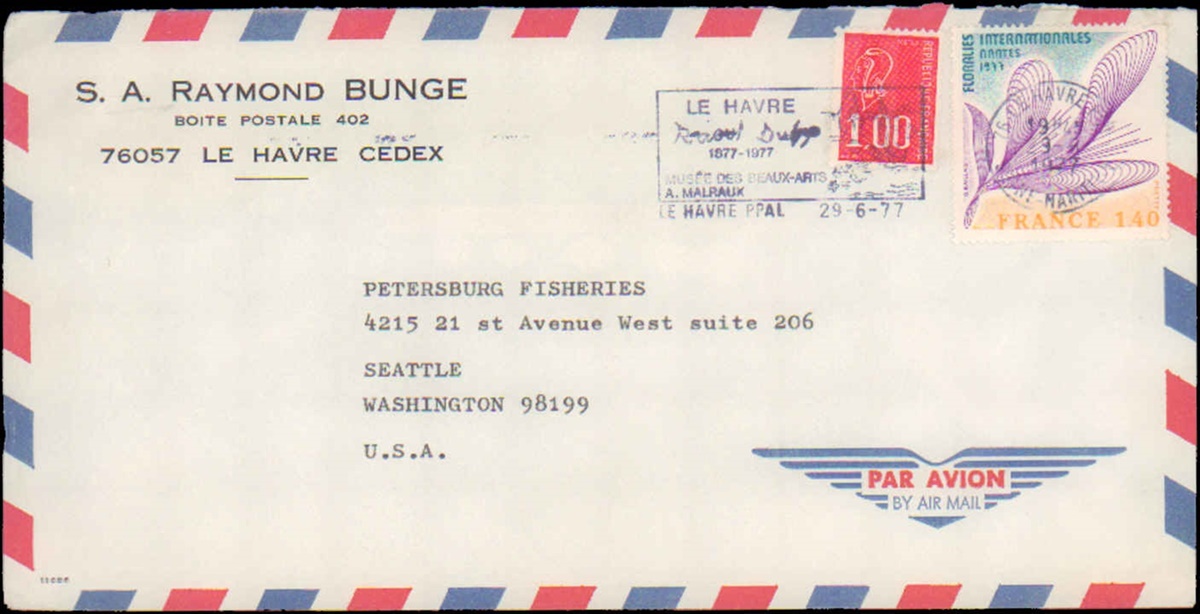 S. A. RAYMOND BUNGE
BOITE POSTALE 402
76057 LE HAVRE CEDEX
LE HAVRE
Raoul Dufy
1877-1977
MUSÉE DES BEAUX-ARTS
A. MALRAUX
LE HAVRE PPAL 29-6-77
1.00
FLORALIES INTERNATIONALES
NANTES
1977
LE HAVRE
FRANCE 1,40
PETERSBURG FISHERIES
4215 21 st Avenue West suite 206
SEATTLE
WASHINGTON 98199
U.S.A.
PAR AVION
BY AIR MAIL